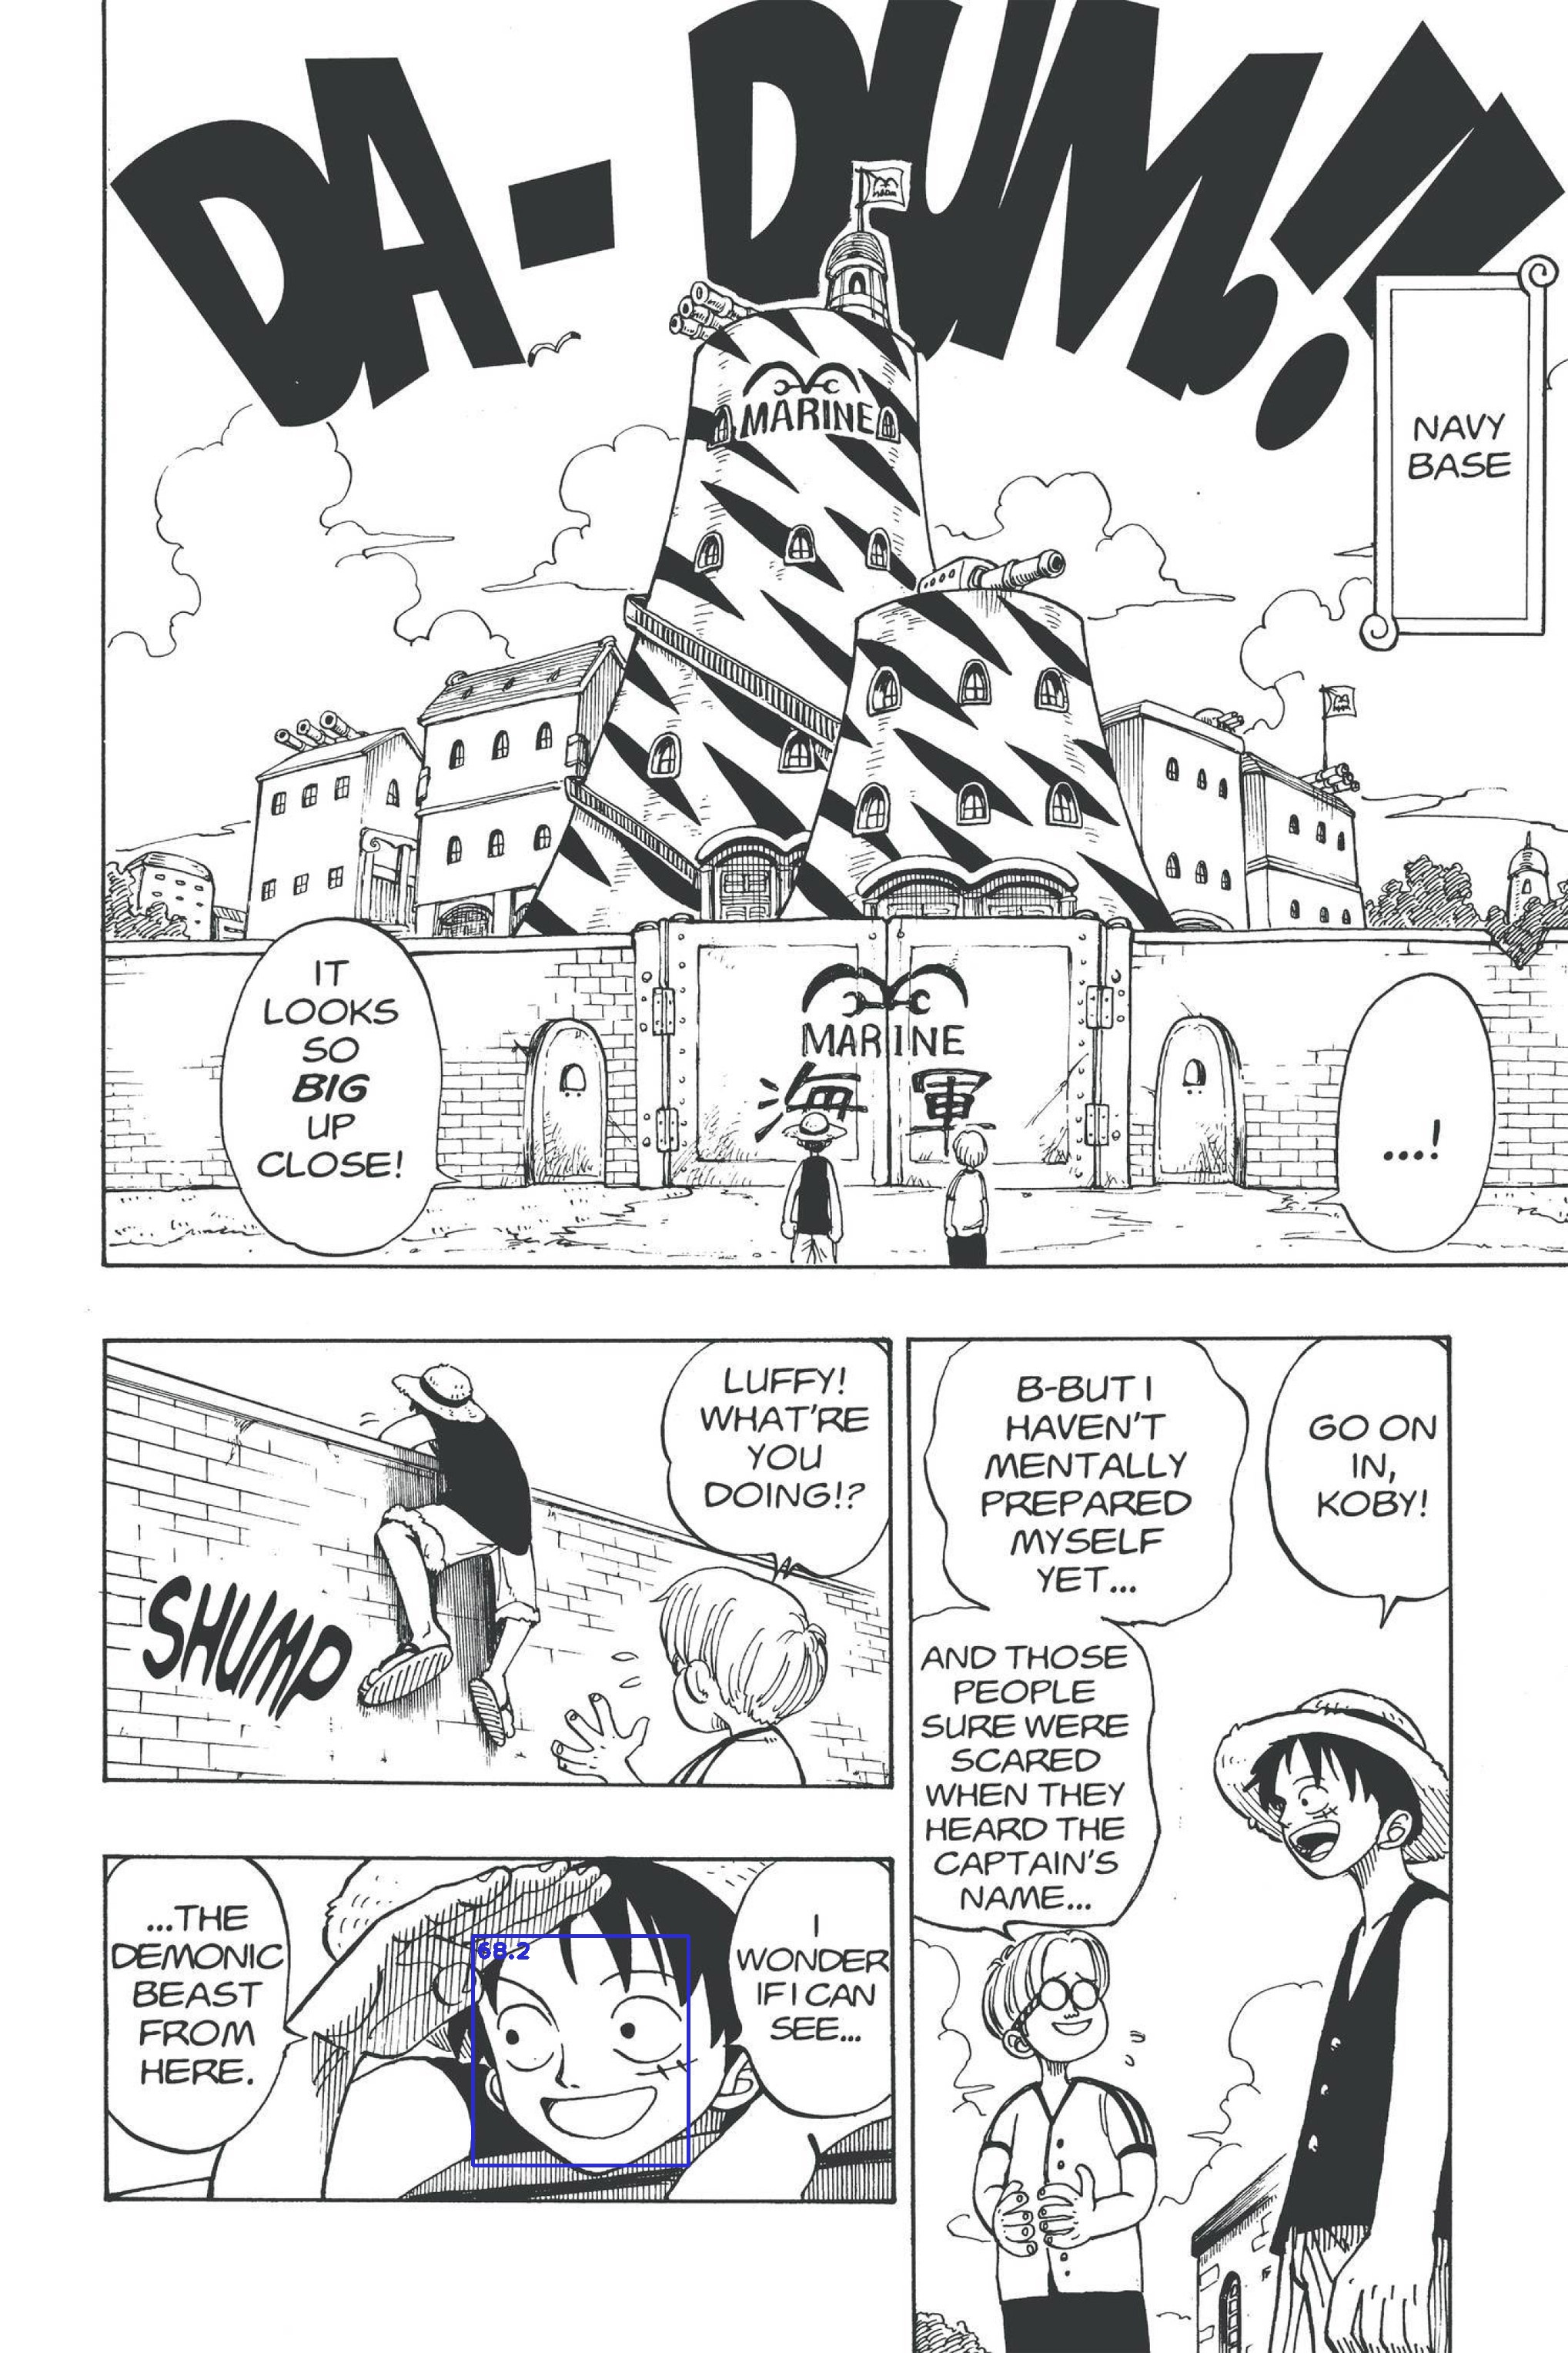 DA-DUM!!
NAVY
BASE
MARINE
IT
LOOKS
SO
BIG
UP
CLOSE!
MARINE
海軍
...!
GO ON
IN,
KOBY!
B-BUT I
HAVEN'T
MENTALLY
PREPARED
MYSELF
YET...
AND THOSE
PEOPLE
SURE WERE
SCARED
WHEN THEY
HEARD THE
CAPTAIN'S
NAME...
LUFFY!
WHAT'RE
YOU
DOING!?
SHUMP
I
WONDER
IF I CAN
SEE...
...THE
DEMONIC
BEAST
FROM
HERE.
68.2